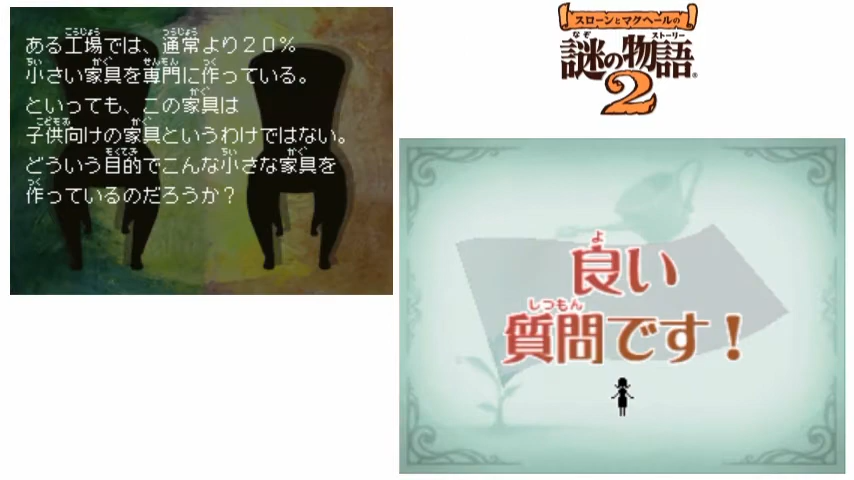 ある工場では、通常より２０％
小さい家具を専門に作っている。
といっても、この家具は
子供向けの家具というわけではない。
どういう目的でこんな小さな家具を
作っているのだろうか？
スローンとマクヘールの
謎の物語
2
良い
質問です！